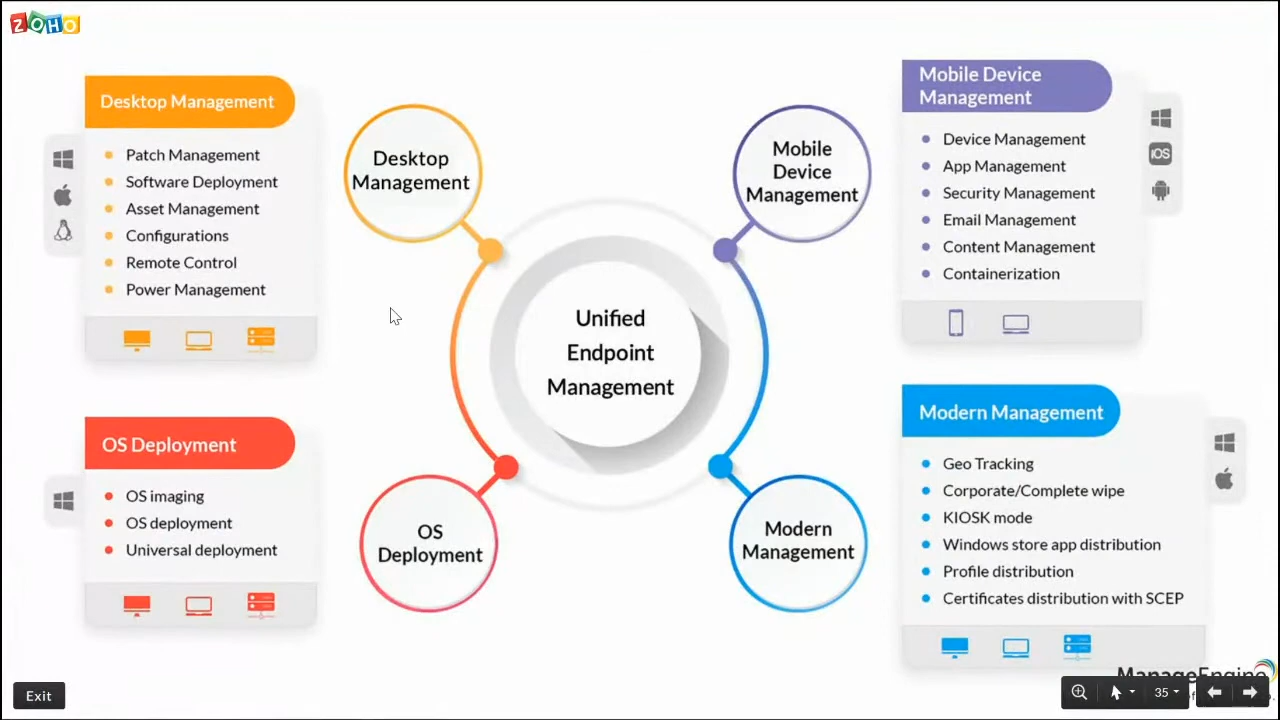 ZOHO
Desktop Management
Patch Management
Software Deployment
Asset Management
Configurations
Remote Control
Power Management
OS Deployment
OS imaging
OS deployment
Universal deployment
Desktop
Management
Mobile
Device
Management
Unified
Endpoint
Management
OS
Deployment
Modern
Management
Mobile Device
Management
Device Management
App Management
Security Management
Email Management
Content Management
Containerization
iOS
Modern Management
Geo Tracking
Corporate/Complete wipe
KIOSK mode
Windows store app distribution
Profile distribution
Certificates distribution with SCEP
ManageEngine
Exit
35